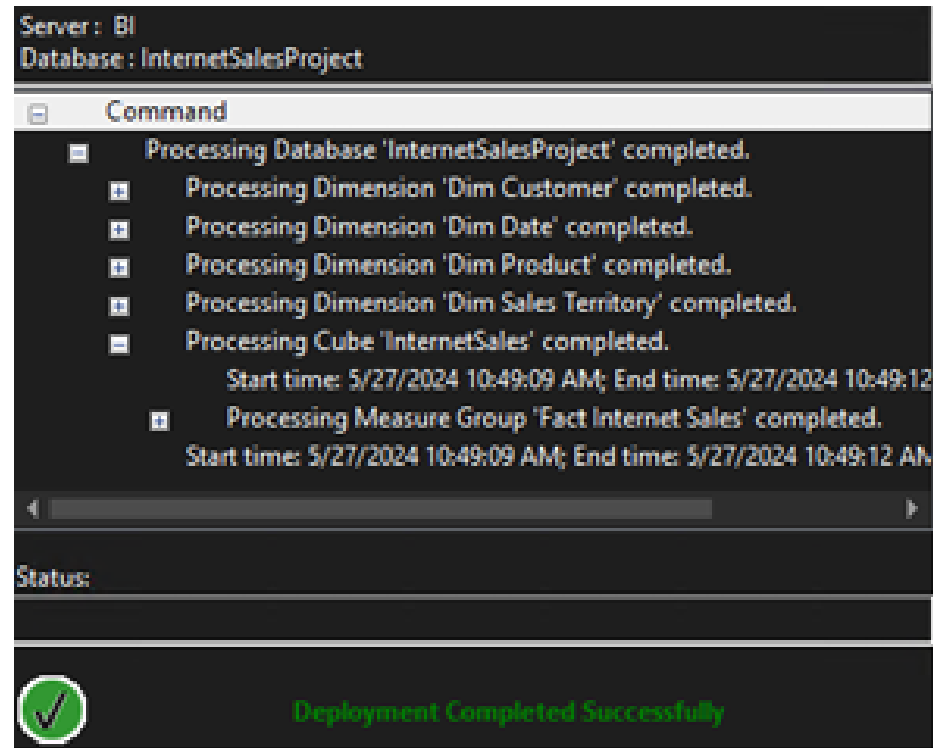 Server : BI
Database : InternetSalesProject
Command
Processing Database 'InternetSalesProject' completed.
Processing Dimension 'Dim Customer' completed.
Processing Dimension 'Dim Date' completed.
Processing Dimension 'Dim Product' completed.
Processing Dimension 'Dim Sales Territory' completed.
Processing Cube 'InternetSales' completed.
Start time: 5/27/2024 10:49:09 AM; End time: 5/27/2024 10:49:12
Processing Measure Group 'Fact Internet Sales' completed.
Start time: 5/27/2024 10:49:09 AM; End time: 5/27/2024 10:49:12 AM
Status:
Deployment Completed Successfully